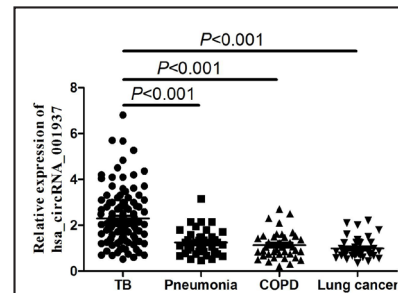 P<0.001
P<0.001
P<0.001
Relative expression of
hsa_circRNA_001937
8
6
4
2
0
TB Pneumonia COPD Lung cancer